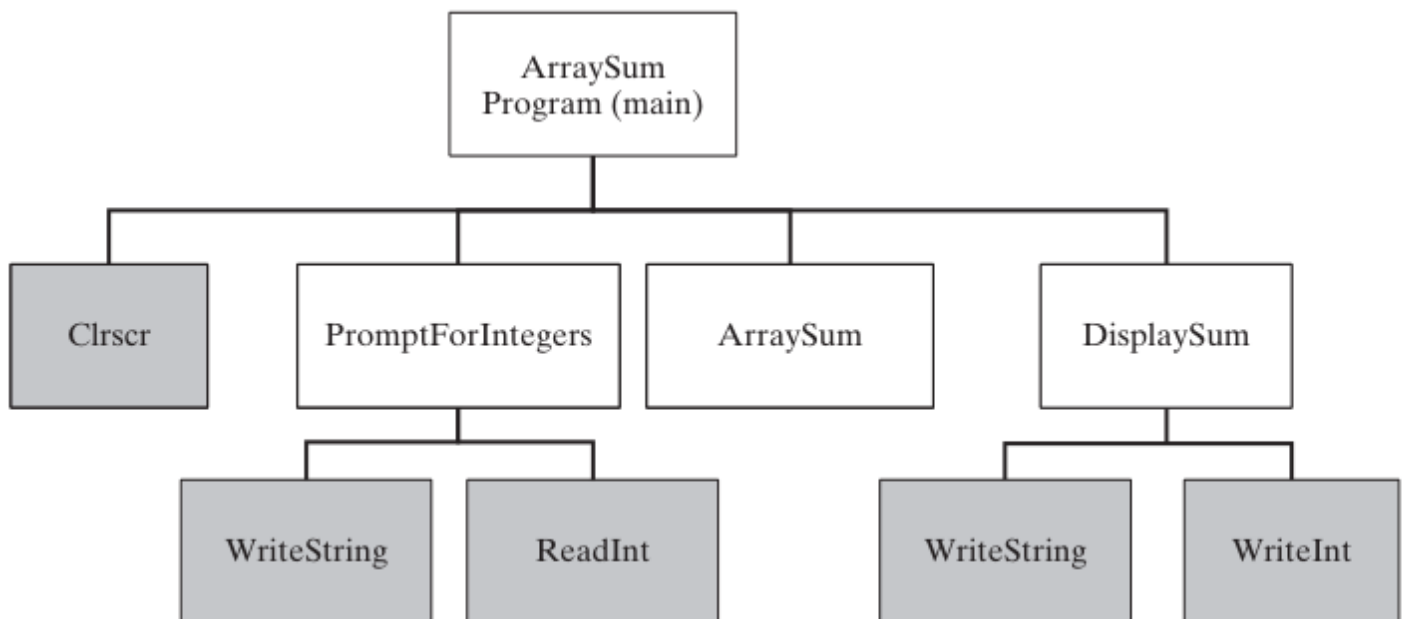 ArraySum
Program (main)
Clrscr
PromptForIntegers
ArraySum
DisplaySum
WriteString
ReadInt
WriteString
WriteInt